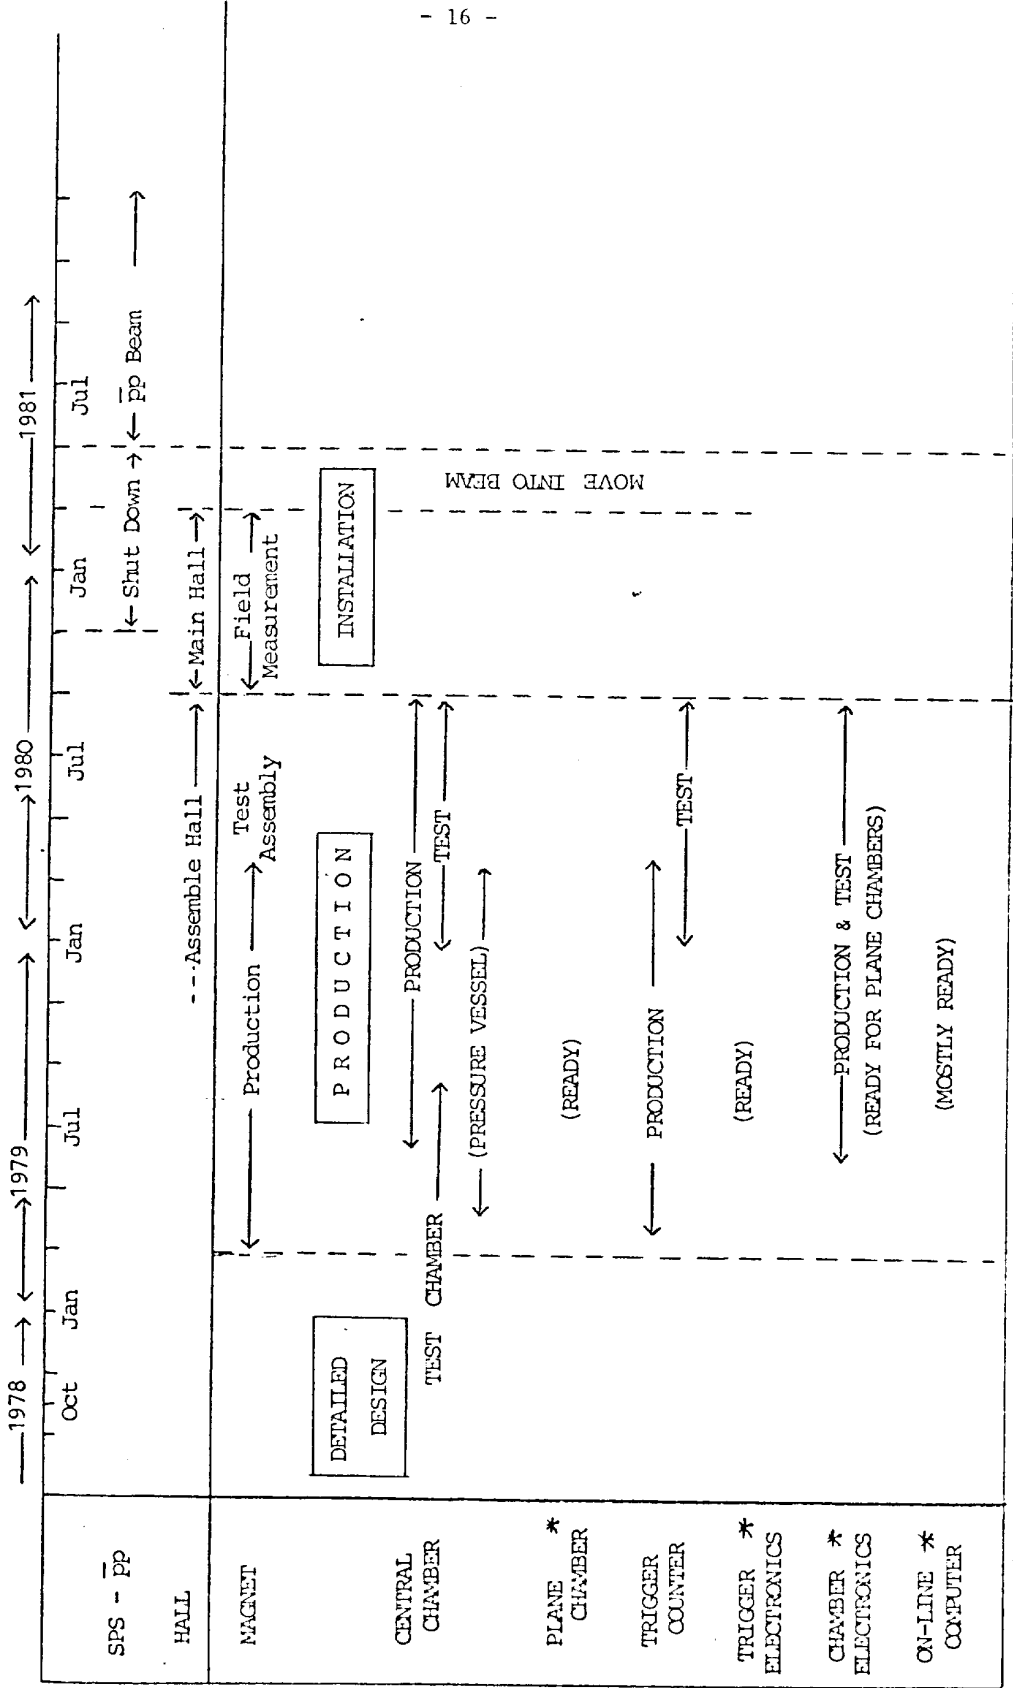 - 16 -
1978
1979
1980
1981
Oct
Jan
Jul
Jan
Jul
Jan
Jul
SPS - p̄p
Shut Down
p̄p Beam
HALL
---Assemble Hall
Main Hall
MAGNET
Production
Test
Assembly
Field
Measurement
DETAILED
DESIGN
PRODUCTION
INSTALLATION
CENTRAL
CHAMBER
PRODUCTION
TEST CHAMBER
TEST
(PRESSURE VESSEL)
MOVE INTO BEAM
PLANE *
CHAMBER
(READY)
TRIGGER
COUNTER
PRODUCTION
TEST
TRIGGER *
ELECTRONICS
(READY)
CHAMBER *
ELECTRONICS
PRODUCTION & TEST
(READY FOR PLANE CHAMBERS)
ON-LINE *
COMPUTER
(MOSTLY READY)